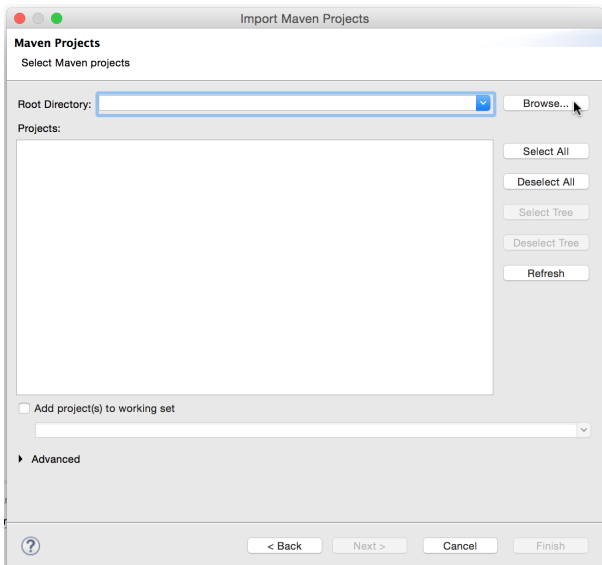 Import Maven Projects
Maven Projects
Select Maven projects
Root Directory:
Browse...
Projects:
Select All
Deselect All
Select Tree
Deselect Tree
Refresh
Add project(s) to working set
Advanced
?
< Back
Next >
Cancel
Finish